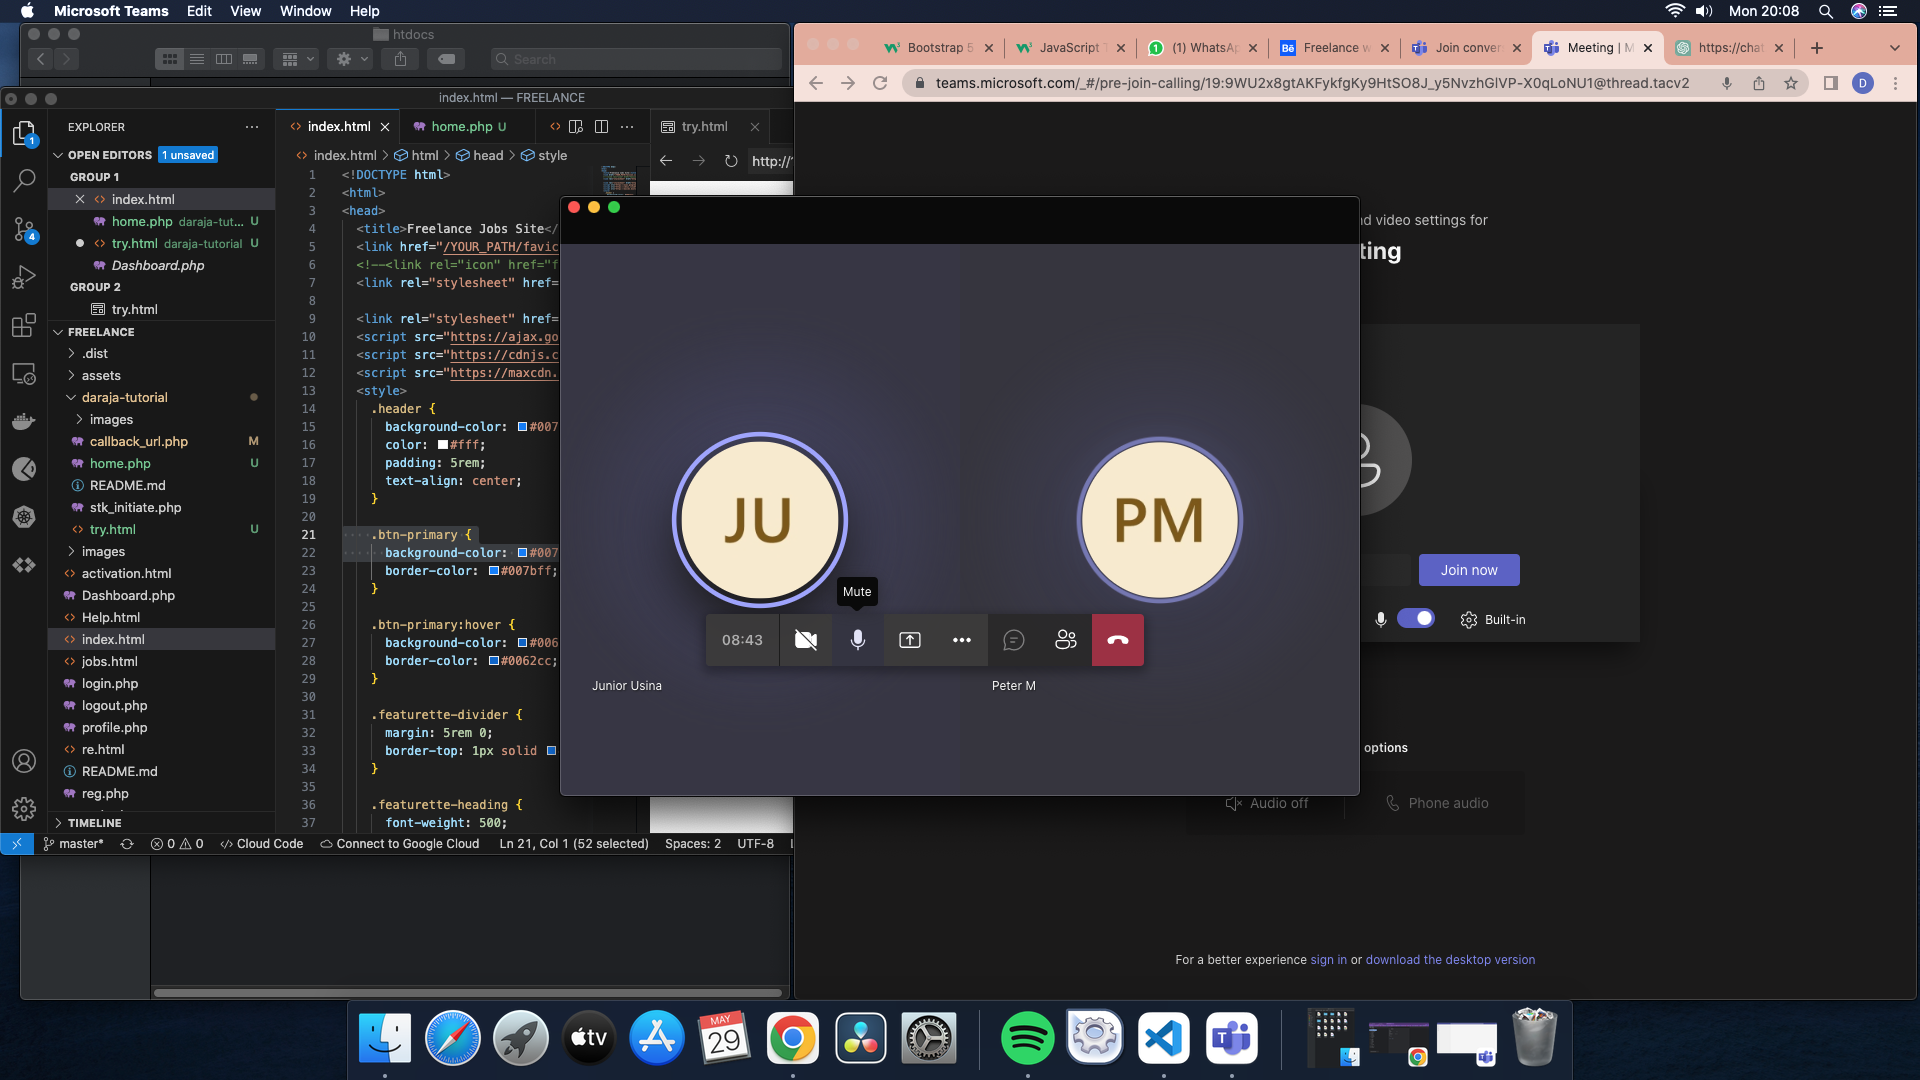 Microsoft Teams Edit View Window Help
Mon 20:08
htdocs
Search
Bootstrap 5
JavaScript T
(1) WhatsAp
Freelance w
Join conver
Meeting | M
https://chat
teams.microsoft.com/_#/pre-join-calling/19:9WU2x8gtAKFykfgKy9HtSO8J_y5NvzhGlVP-X0qLoNU1@thread.tacv2
D
index.html — FREELANCE
EXPLORER
index.html
home.php U
try.html
OPEN EDITORS 1 unsaved
index.html > html > head > style
http://
GROUP 1
index.html
home.php daraja-tut... U
try.html daraja-tutorial U
Dashboard.php
GROUP 2
try.html
FREELANCE
.dist
assets
daraja-tutorial
images
callback_url.php M
home.php U
README.md
stk_initiate.php
try.html U
images
activation.html
Dashboard.php
Help.html
index.html
jobs.html
login.php
logout.php
profile.php
re.html
README.md
reg.php
TIMELINE
1 <!DOCTYPE html>
2 <html>
3 <head>
4 <title>Freelance Jobs Site</
5 <link href="/YOUR_PATH/favic
6 <!--<link rel="icon" href="f
7 <link rel="stylesheet" href=
8
9 <link rel="stylesheet" href=
10 <script src="https://ajax.go
11 <script src="https://cdnjs.c
12 <script src="https://maxcdn.
13 <style>
14 .header {
15 background-color: #007
16 color: #fff;
17 padding: 5rem;
18 text-align: center;
19 }
20
21 .btn-primary {
22 background-color: #007
23 border-color: #007bff;
24 }
25
26 .btn-primary:hover {
27 background-color: #006
28 border-color: #0062cc;
29 }
30
31 .featurette-divider {
32 margin: 5rem 0;
33 border-top: 1px solid
34 }
35
36 .featurette-heading {
37 font-weight: 500;
master* 0 0 Cloud Code Connect to Google Cloud Ln 21, Col 1 (52 selected) Spaces: 2 UTF-8
1
4
JU
PM
Mute
08:43
Junior Usina
Peter M
d video settings for
ting
Join now
Built-in
options
Audio off
Phone audio
For a better experience sign in or download the desktop version
tv
MAY
29